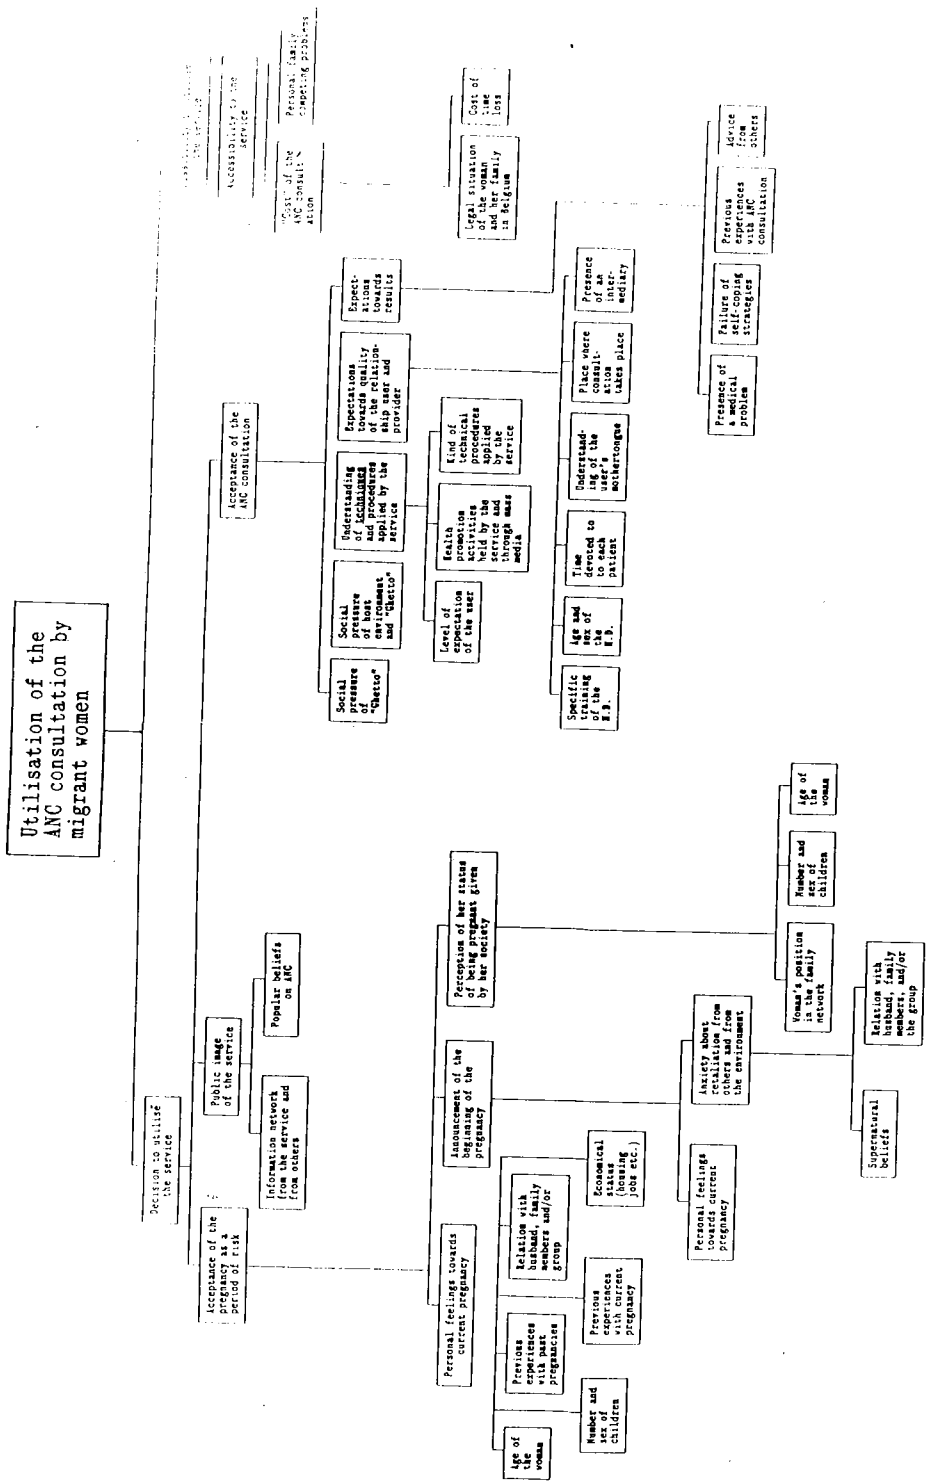 Utilisation of the
ANC consultation by
migrant women
Decision to utilise
the service
the service
Accessibility to the
service
"Cost" of the
ANC consult
ation
Personal family
competing problems
Legal situation
of the woman
and her family
in Belgium
Cost of
time
loss
Acceptance of the
pregnancy as a
period of risk
Public image
of the service
Acceptance of the
ANC consultation
Information network
from the service and
from others
Popular beliefs
on ANC
Social
pressure
of
"Ghetto"
Social
pressure
of host
environment
and "Ghetto"
Understanding
of techniques
and procedures
applied by the
service
Expectations
towards quality
of the relation-
ship user and
provider
Expect-
ations
towards
results
Level of
expectation
of the user
Health
promotion
activities
held by the
service and
through mass
media
Kind of
technical
procedures
applied
by the
service
Specific
training
of the
M.D.
Age and
sex of
the
M.D.
Time
devoted to
to each
patient
Understand-
ing of the
user's
mothertongue
Place where
consult-
ation
takes place
Presence
of an
inter-
mediary
Presence of
a medical
problem
Failure of
self-coping
strategies
Previous
experiences
with ANC
consultation
Advice
from
others
Personal feelings towards
current pregnancy
Announcement of the
beginning of the
pregnancy
Perception of her status
of being pregnant given
by her society
Age of
the
woman
Number and
sex of
children
Previous
experiences
with past
pregnancies
Previous
experiences
with current
pregnancy
Relation with
husband, family
members and/or
group
Economical
status
(housing
jobs etc.)
Personal feelings
towards current
pregnancy
Anxiety about
retaliation from
others and from
the environment
Supernatural
beliefs
Relation with
husband, family
members, and/or
the group
Woman's position
in the family
network
Number and
sex of
children
Age of
the
woman